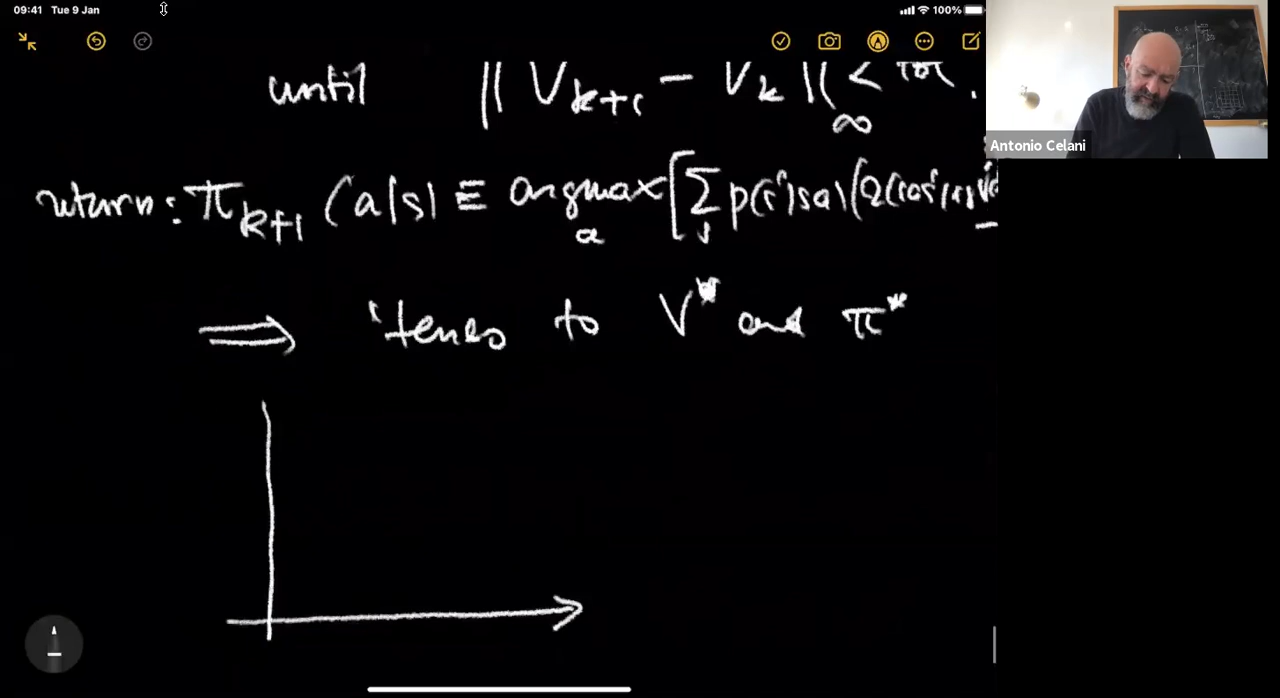 09:41 Tue 9 Jan 100%
until || V_{k+1} - V_k ||_∞ <
Antonio Celani
return: π_{k+1} (a|s) ≡ argmax_a [ Σ_{s'} p(s'|sa) (
⟹ tends to V* and π*